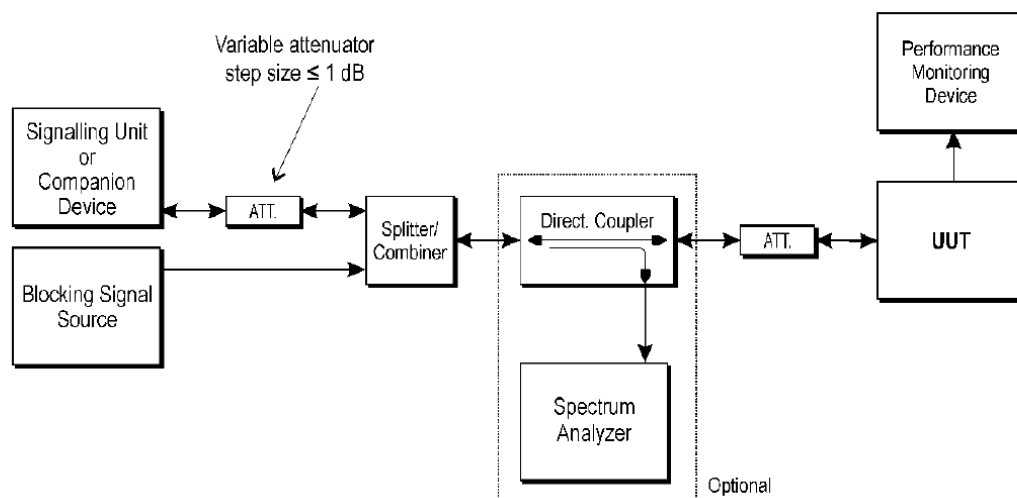 Variable attenuator
step size ≤ 1 dB
Performance
Monitoring
Device
Signalling Unit
or
Companion
Device
ATT.
Splitter/
Combiner
Direct. Coupler
ATT.
UUT
Blocking Signal
Source
Spectrum
Analyzer
Optional